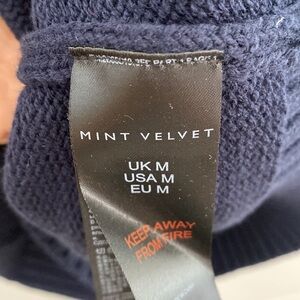 MINT VELVET
UK M
USA M
EU M
KEEP AWAY
FROM FIRE